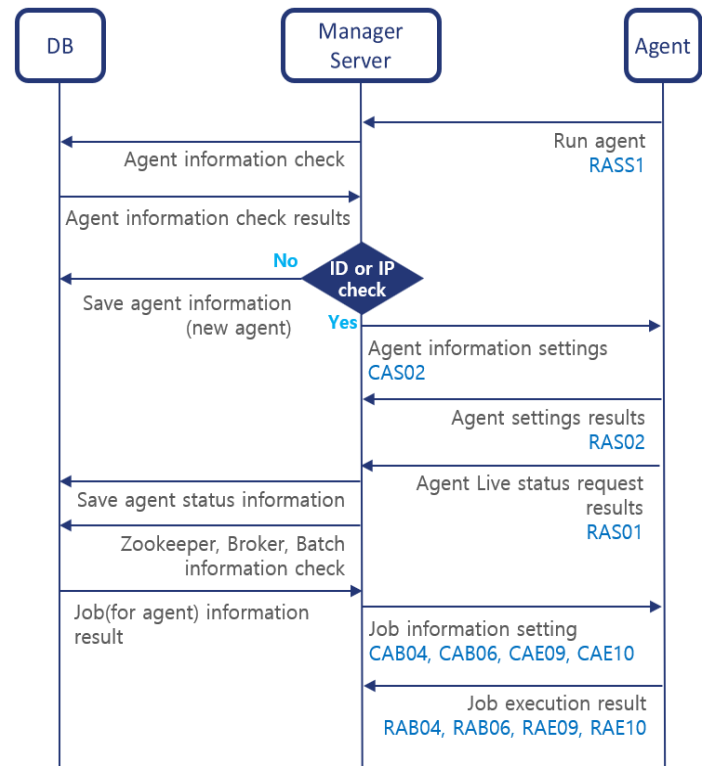 DB
Manager
Server
Agent
Run agent
RASS1
Agent information check
Agent information check results
No
ID or IP
check
Save agent information
(new agent)
Yes
Agent information settings
CAS02
Agent settings results
RAS02
Agent Live status request
results
RAS01
Save agent status information
Zookeeper, Broker, Batch
information check
Job(for agent) information
result
Job information setting
CAB04, CAB06, CAE09, CAE10
Job execution result
RAB04, RAB06, RAE09, RAE10